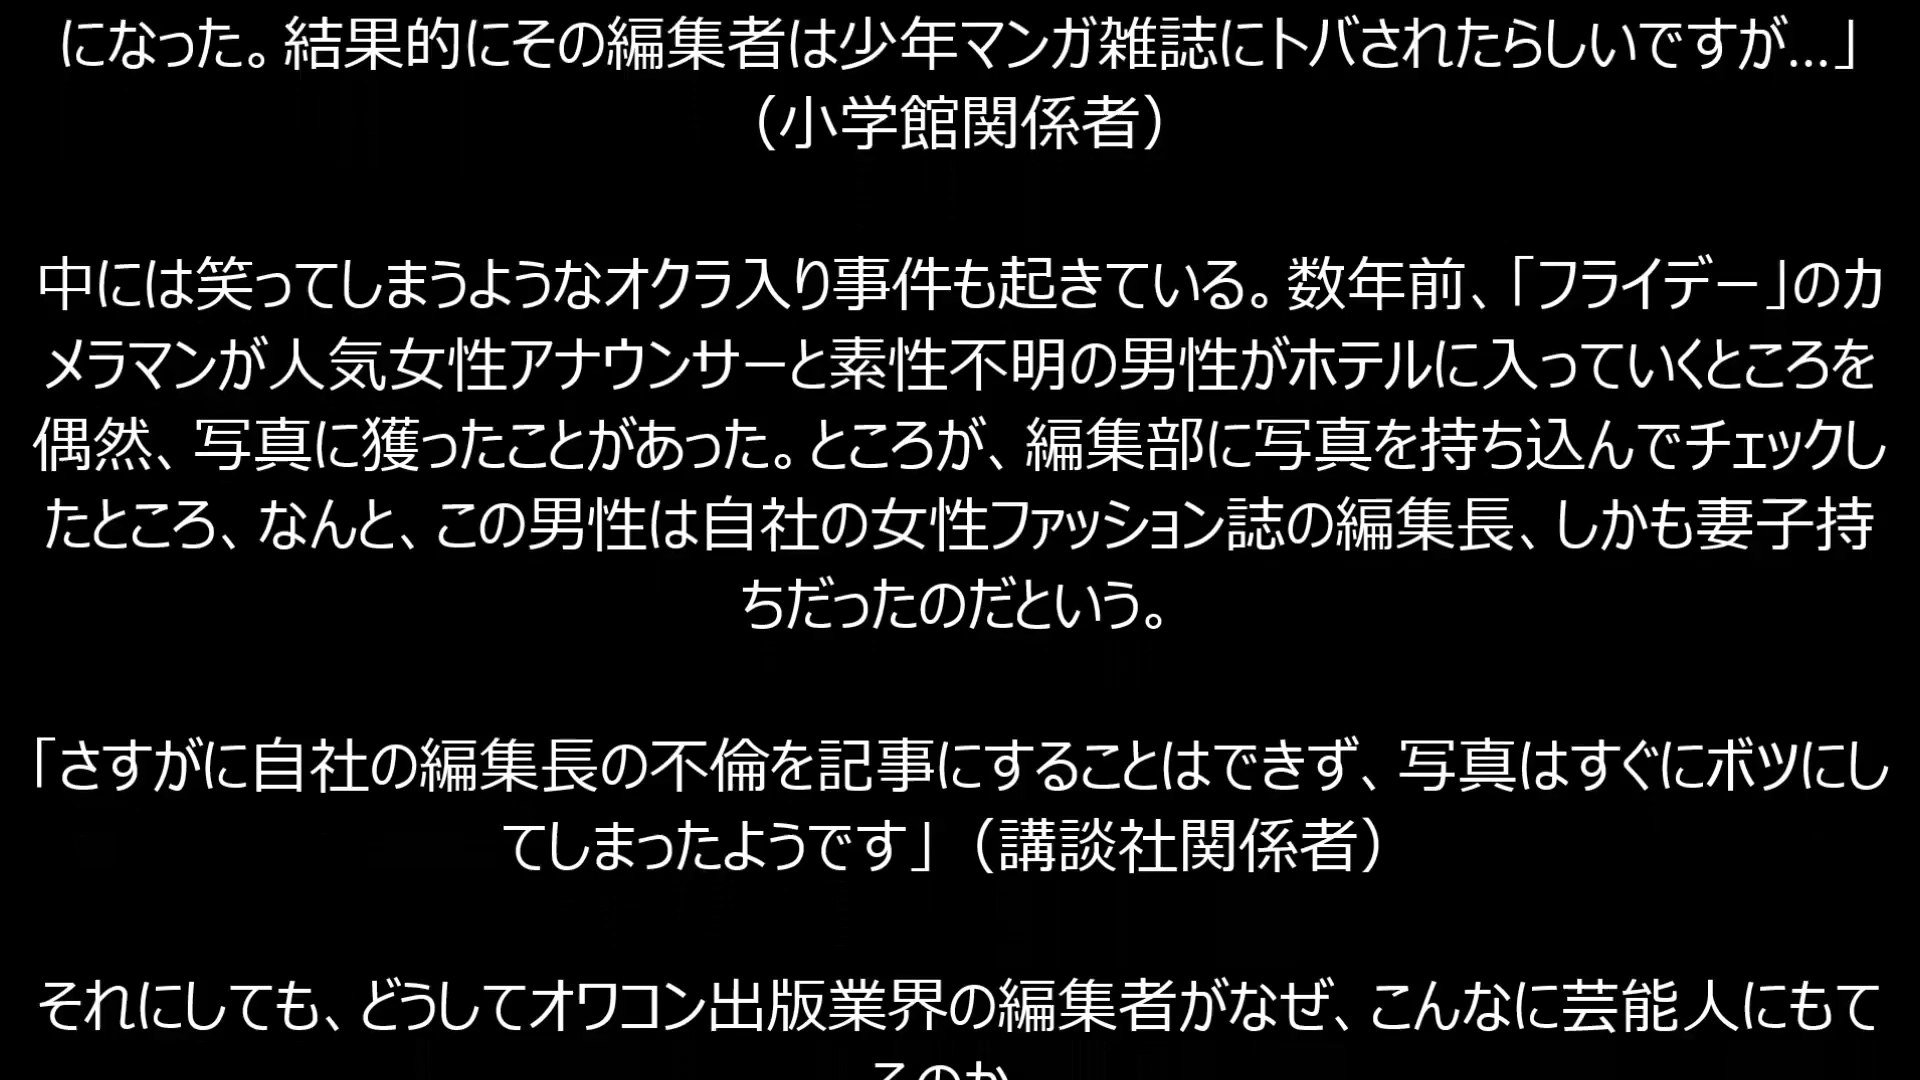 になった。結果的にその編集者は少年マンガ雑誌にトバされたらしいですが…」
（小学館関係者）
中には笑ってしまうようなオクラ入り事件も起きている。数年前、「フライデー」のカ
メラマンが人気女性アナウンサーと素性不明の男性がホテルに入っていくところを
偶然、写真に獲ったことがあった。ところが、編集部に写真を持ち込んでチェックし
たところ、なんと、この男性は自社の女性ファッション誌の編集長、しかも妻子持
ちだったのだという。
「さすがに自社の編集長の不倫を記事にすることはできず、写真はすぐにボツにし
てしまったようです」（講談社関係者）
それにしても、どうしてオワコン出版業界の編集者がなぜ、こんなに芸能人にもて
るのか